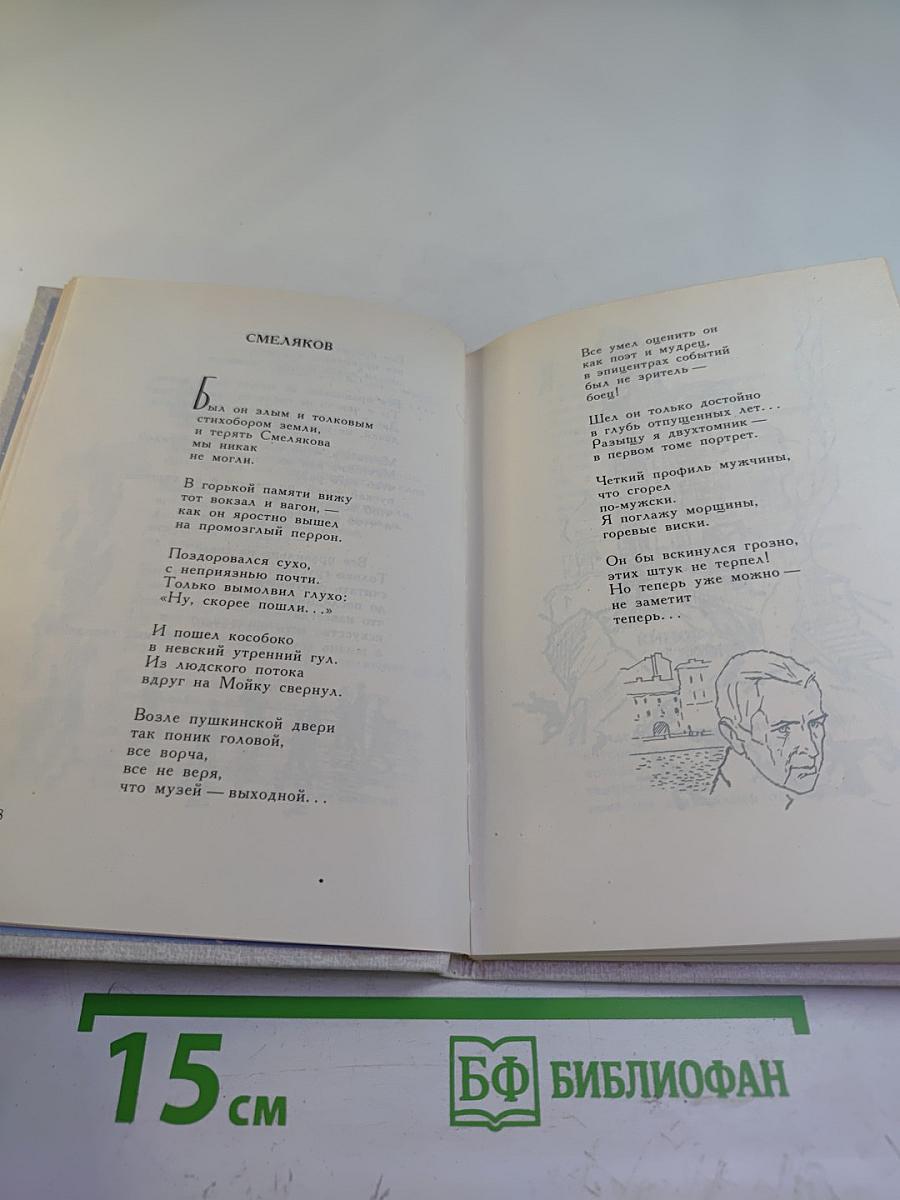 СМЕЛЯКОВ
Был он злым и толковым
стихобором земли,
и терять Смелякова
мы никак
не могли.
В горькой памяти вижу
тот вокзал и вагон, —
как он яростно вышел
на промозглый перрон.
Поздоровался сухо,
с неприязнью почти.
Только вымолвил глухо:
«Ну, скорее пошли...»
И пошел кособоко
в невский утренний гул.
Из людского потока
вдруг на Мойку свернул.
Возле пушкинской двери
так поник головой,
все ворча,
все не веря,
что музей — выходной...
8
Все умел оценить он
как поэт и мудрец,
в эпицентрах событий
был не зритель —
боец!
Шел он только достойно
в глубь отпущенных лет...
Разыщу я двухтомник —
в первом томе портрет.
Четкий профиль мужчины,
что сгорел
по-мужски.
Я поглажу морщины,
горевые виски.
Он бы вскинулся грозно,
этих штук не терпел!
Но теперь уже можно —
не заметит
теперь...
15 см
БФ БИБЛИОФАН